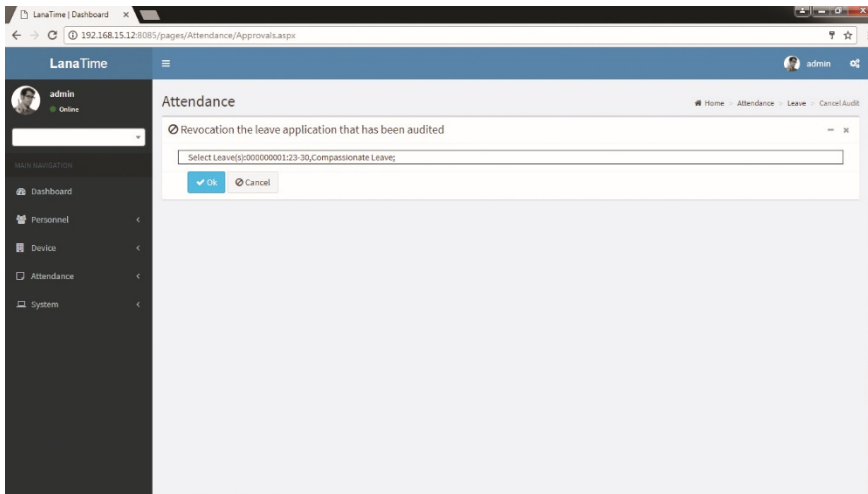 LanaTime | Dashboard
192.168.15.12:8085/pages/Attendance/Approvals.aspx
LanaTime
admin
admin
Online
Attendance
Home > Attendance > Leave > Cancel Audit
Revocation the leave application that has been audited
Select Leave(s):000000001:23-30,Compassionate Leave;
Ok
Cancel
MAIN NAVIGATION
Dashboard
Personnel
Device
Attendance
System